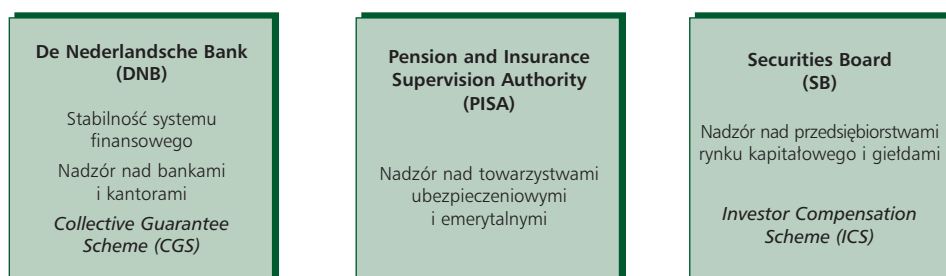 De Nederlandsche Bank
(DNB)
Stabilność systemu
finansowego
Nadzór nad bankami
i kantorami
Collective Guarantee
Scheme (CGS)
Pension and Insurance
Supervision Authority
(PISA)
Nadzór nad towarzystwami
ubezpieczeniowymi
i emerytalnymi
Securities Board
(SB)
Nadzór nad przedsiębiorstwami
rynku kapitałowego i giełdami
Investor Compensation
Scheme (ICS)